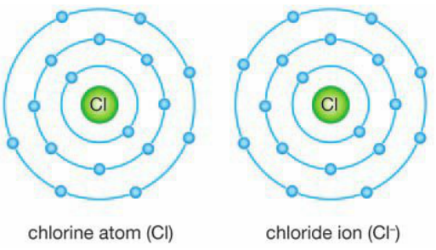 Cl
Cl
chlorine atom (Cl)
chloride ion (Cl⁻)